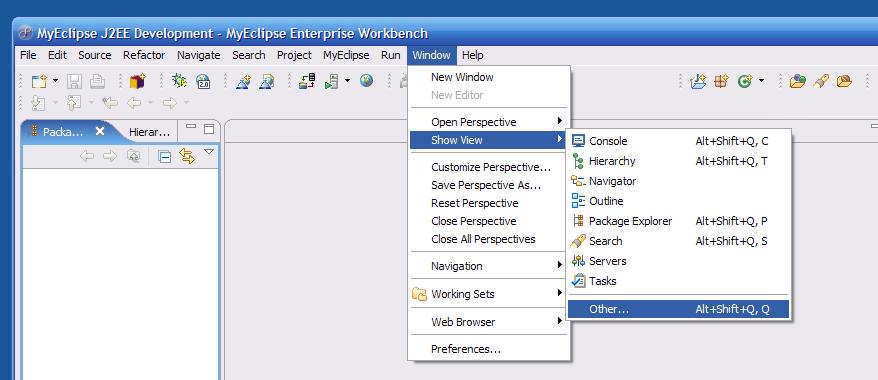 MyEclipse J2EE Development - MyEclipse Enterprise Workbench
File Edit Source Refactor Navigate Search Project MyEclipse Run Window Help
2.0
Packa... Hierar...
New Window
New Editor
Open Perspective
Show View
Customize Perspective...
Save Perspective As...
Reset Perspective
Close Perspective
Close All Perspectives
Navigation
Working Sets
Web Browser
Preferences...
Console Alt+Shift+Q, C
Hierarchy Alt+Shift+Q, T
Navigator
Outline
Package Explorer Alt+Shift+Q, P
Search Alt+Shift+Q, S
Servers
Tasks
Other... Alt+Shift+Q, Q